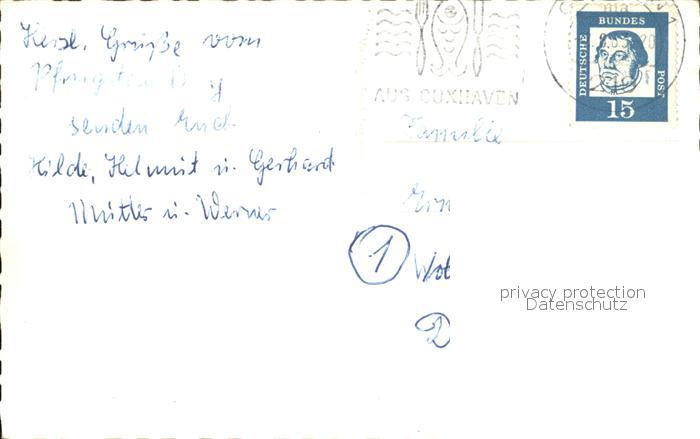 Herzl. Grüße vom
senden Euch
Hilde, Helmut u. Gerhard
Mutter u. Werner
AUS CUXHAVEN
DEUTSCHE
BUNDES
POST
15
Familie
1
privacy protection
Datenschutz